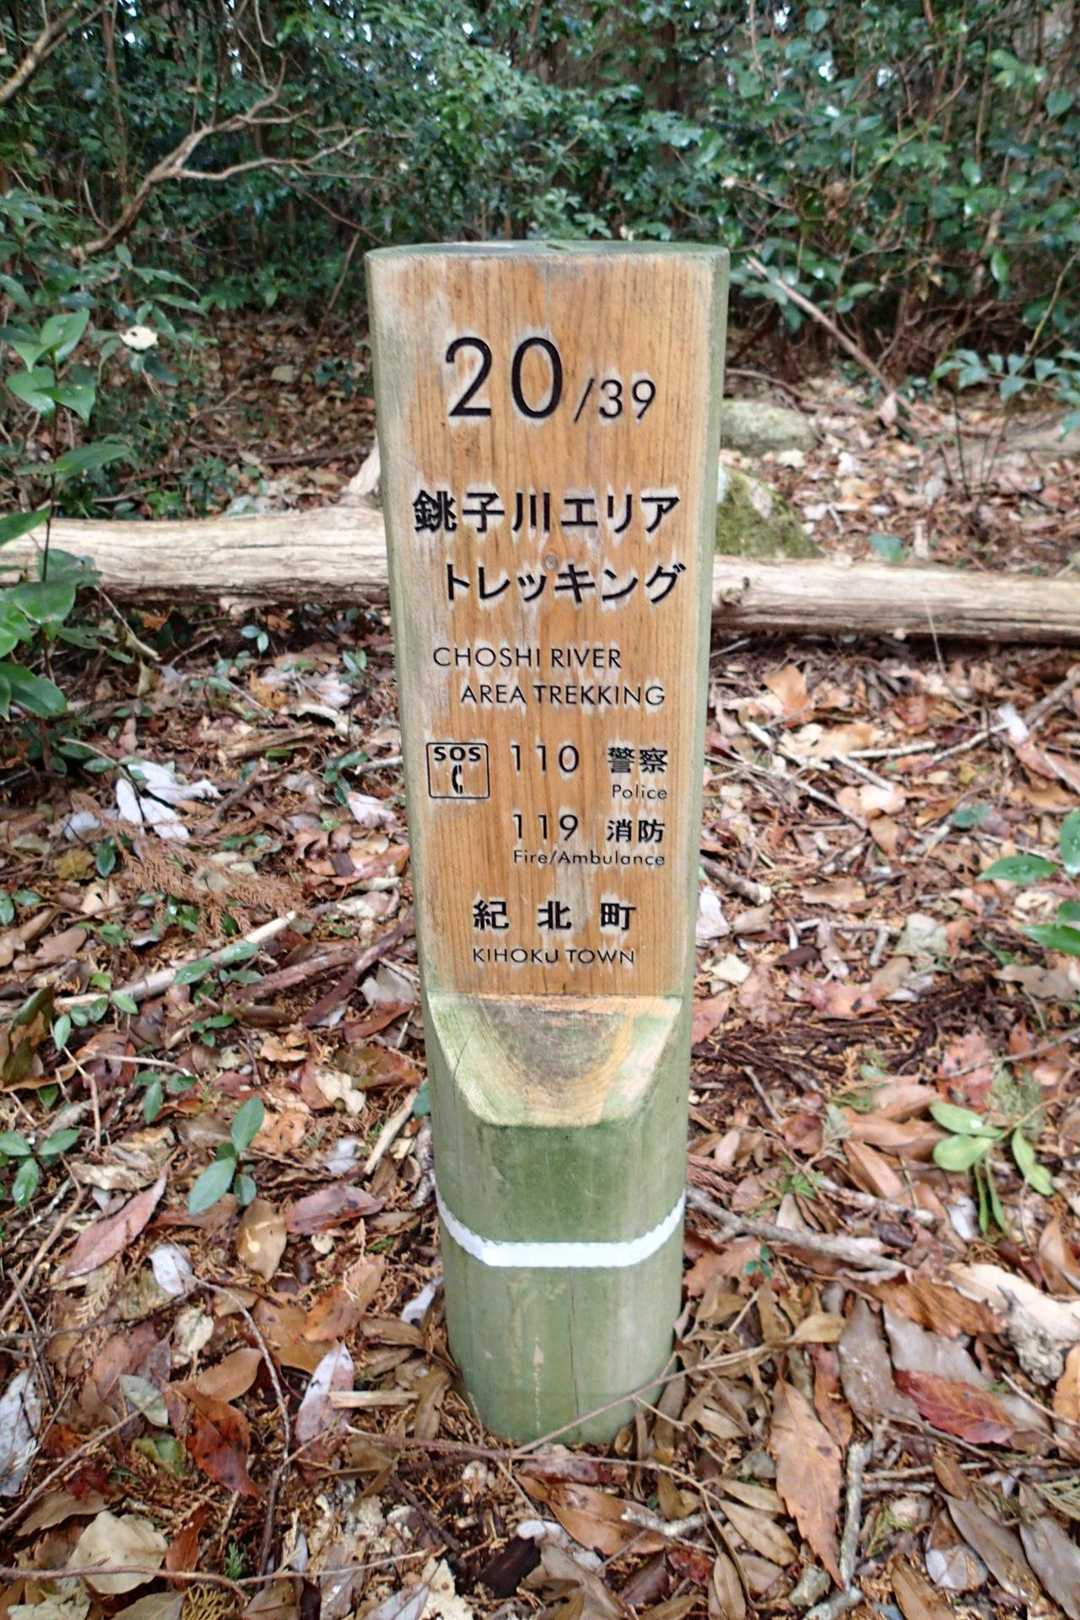 20/39
銚子川エリア
トレッキング
CHOSHI RIVER
AREA TREKKING
SOS 110 警察
Police
119 消防
Fire/Ambulance
紀北町
KIHOKU TOWN